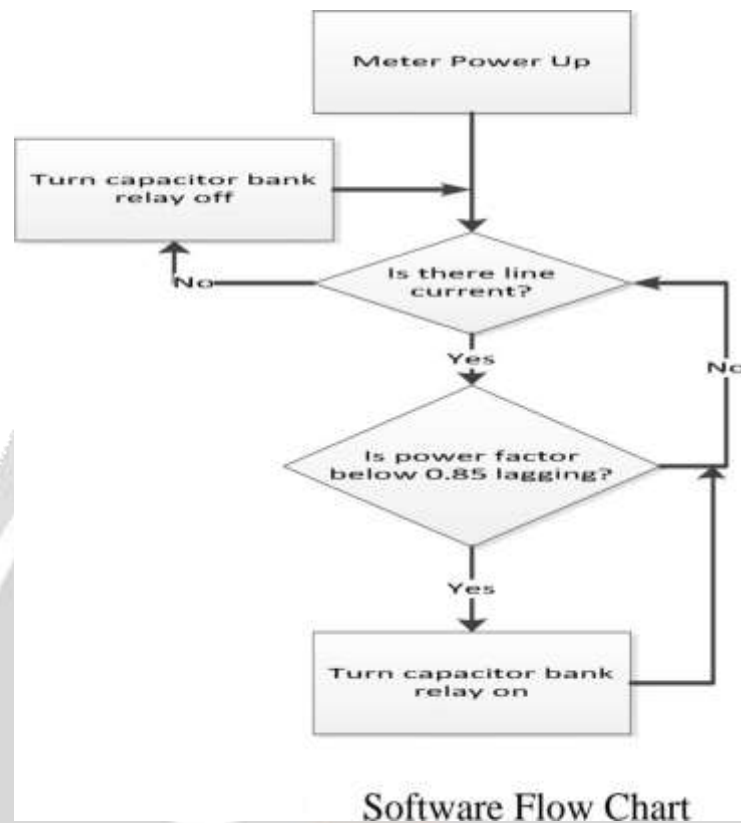 Meter Power Up
Turn capacitor bank
relay off
Is there line
current?
No
Yes
No
Is power factor
below 0.85 lagging?
Yes
Turn capacitor bank
relay on
Software Flow Chart